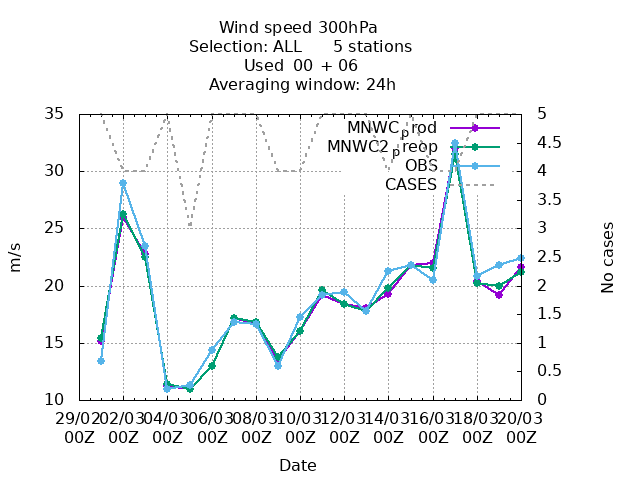 Wind speed 300hPa
Selection: ALL 5 stations
Used 00 + 06
Averaging window: 24h
MNWCprod
MNWC2preop
OBS
CASES
35
30
25
20
15
10
5
4.5
4
3.5
3
2.5
2
1.5
1
0.5
0
m/s
No cases
29/02 02/03 04/03 06/03 08/03 10/03 12/03 14/03 16/03 18/03 20/03
00Z 00Z 00Z 00Z 00Z 00Z 00Z 00Z 00Z 00Z 00Z
Date